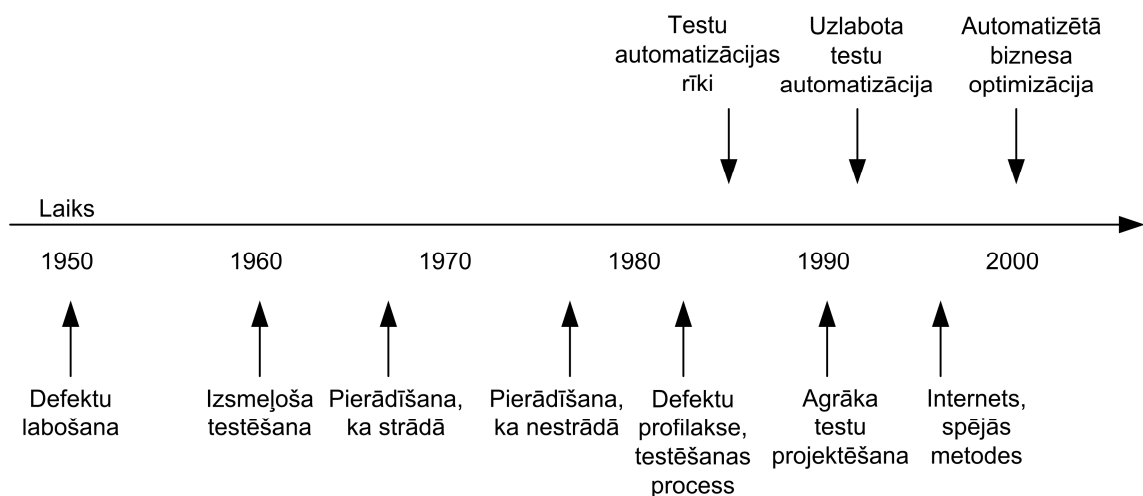 Testu
automatizācijas
rīki
Uzlabota
testu
automatizācija
Automatizētā
biznesa
optimizācija
Laiks
1950
1960
1970
1980
1990
2000
Defektu
labošana
Izsmeļoša
testēšana
Pierādīšana,
ka strādā
Pierādīšana,
ka nestrādā
Defektu
profilakse,
testēšanas
process
Agrāka
testu
projektēšana
Internets,
spējās
metodes